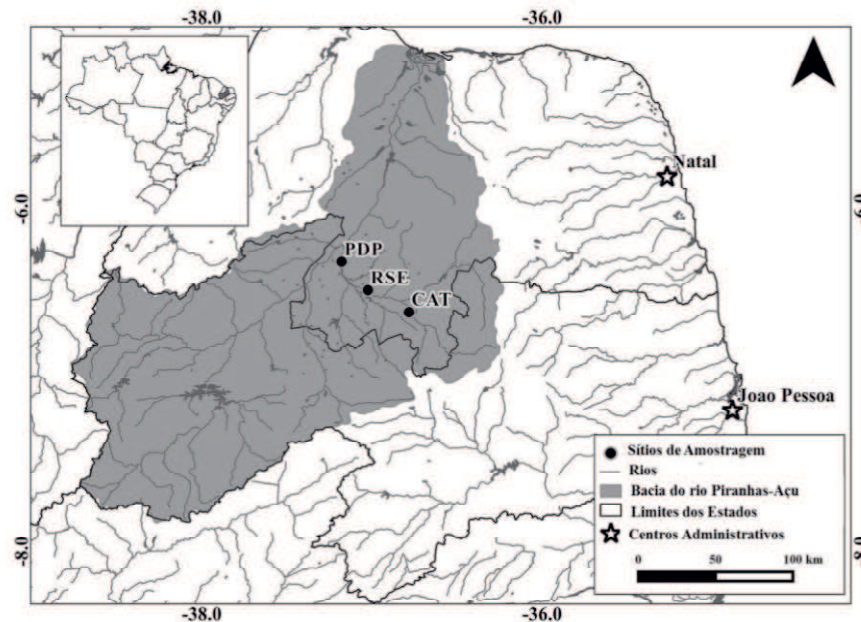 -38.0 -36.0
Natal
-6.0 -6.0
PDP
RSE
CAT
Joao Pessoa
Sítios de Amostragem
Rios
Bacia do rio Piranhas-Açu
Limites dos Estados
Centros Administrativos
0 50 100 km
-8.0 -8.0
-38.0 -36.0